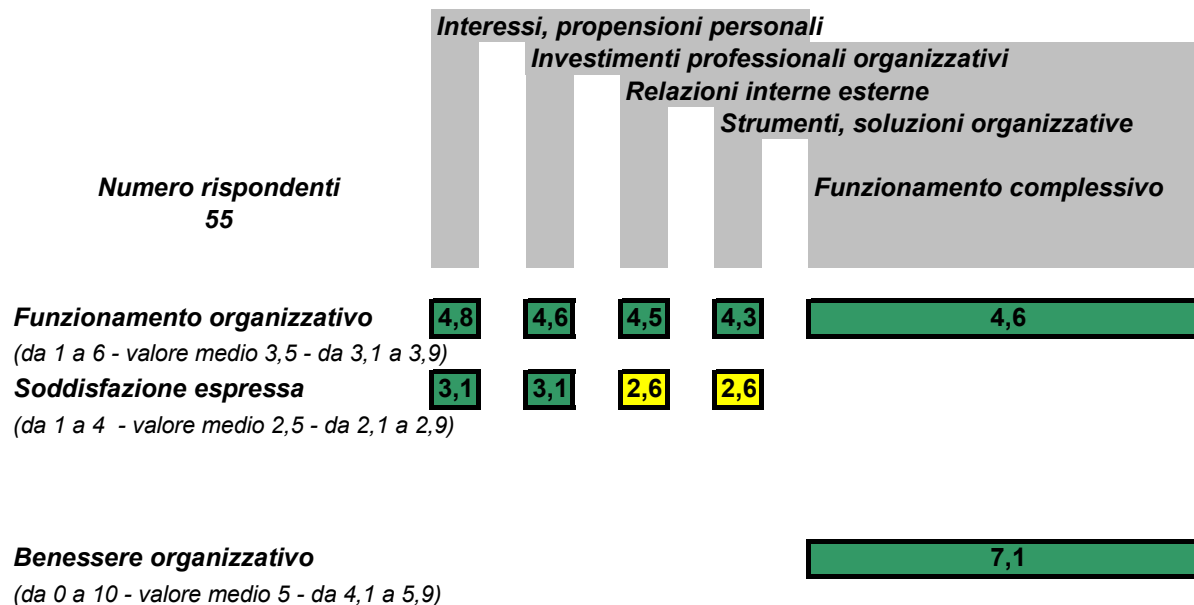 Interessi, propensioni personali
Investimenti professionali organizzativi
Relazioni interne esterne
Strumenti, soluzioni organizzative
Numero rispondenti
55
Funzionamento complessivo
Funzionamento organizzativo 4,8 4,6 4,5 4,3 4,6
(da 1 a 6 - valore medio 3,5 - da 3,1 a 3,9)
Soddisfazione espressa 3,1 3,1 2,6 2,6
(da 1 a 4 - valore medio 2,5 - da 2,1 a 2,9)
Benessere organizzativo 7,1
(da 0 a 10 - valore medio 5 - da 4,1 a 5,9)